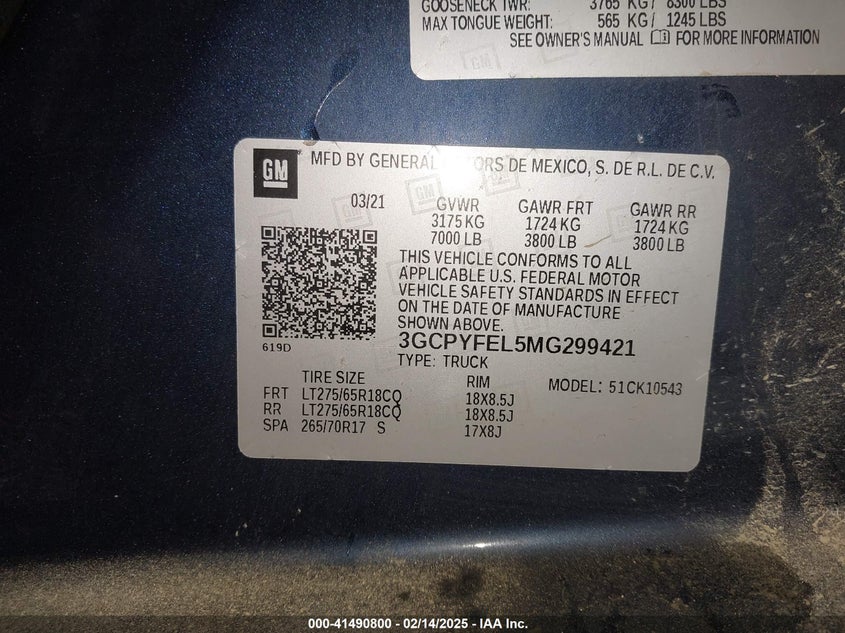 GOOSENECK TWR: 3765 KG/ 8300 LBS
MAX TONGUE WEIGHT: 565 KG/ 1245 LBS
SEE OWNER'S MANUAL FOR MORE INFORMATION
GM
MFD BY GENERAL MOTORS DE MEXICO, S. DE R.L. DE C.V.
03/21 GVWR GAWR FRT GAWR RR
3175 KG 1724 KG 1724 KG
7000 LB 3800 LB 3800 LB
THIS VEHICLE CONFORMS TO ALL
APPLICABLE U.S. FEDERAL MOTOR
VEHICLE SAFETY STANDARDS IN EFFECT
ON THE DATE OF MANUFACTURE
SHOWN ABOVE.
619D
3GCPYFEL5MG299421
TYPE: TRUCK
TIRE SIZE RIM MODEL: 51CK10543
FRT LT275/65R18CQ 18X8.5J
RR LT275/65R18CQ 18X8.5J
SPA 265/70R17 S 17X8J
000-41490800 - 02/14/2025 - IAA Inc.